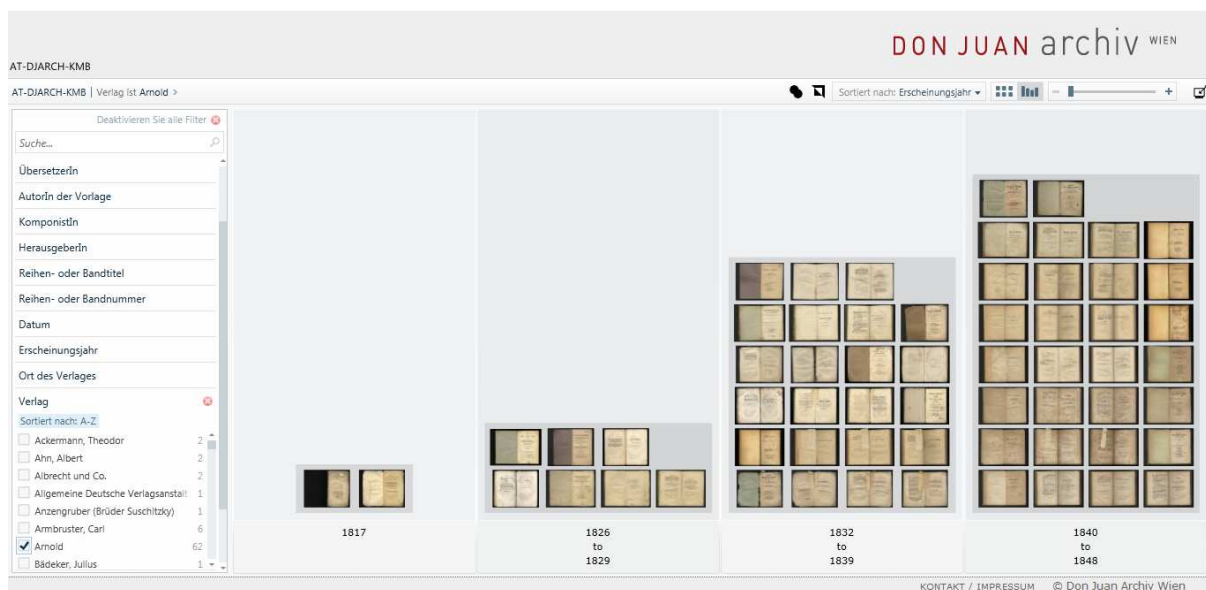 DON JUAN archiv WIEN
AT-DJARCH-KMB
AT-DJARCH-KMB | Verlag ist Arnold >
Sortiert nach: Erscheinungsjahr
Deaktivieren Sie alle Filter
Suche...
ÜbersetzerIn
AutorIn der Vorlage
KomponistIn
HerausgeberIn
Reihen- oder Bandtitel
Reihen- oder Bandnummer
Datum
Erscheinungsjahr
Ort des Verlages
Verlag
Sortiert nach: A-Z
Ackermann, Theodor 2
Ahn, Albert 2
Albrecht und Co. 2
Allgemeine Deutsche Verlagsanstalt 1
Anzengruber (Brüder Suschitzky) 1
Armbruster, Carl 6
Arnold 62
Bädeker, Julius 1
1817
1826
to
1829
1832
to
1839
1840
to
1848
KONTAKT / IMPRESSUM © Don Juan Archiv Wien